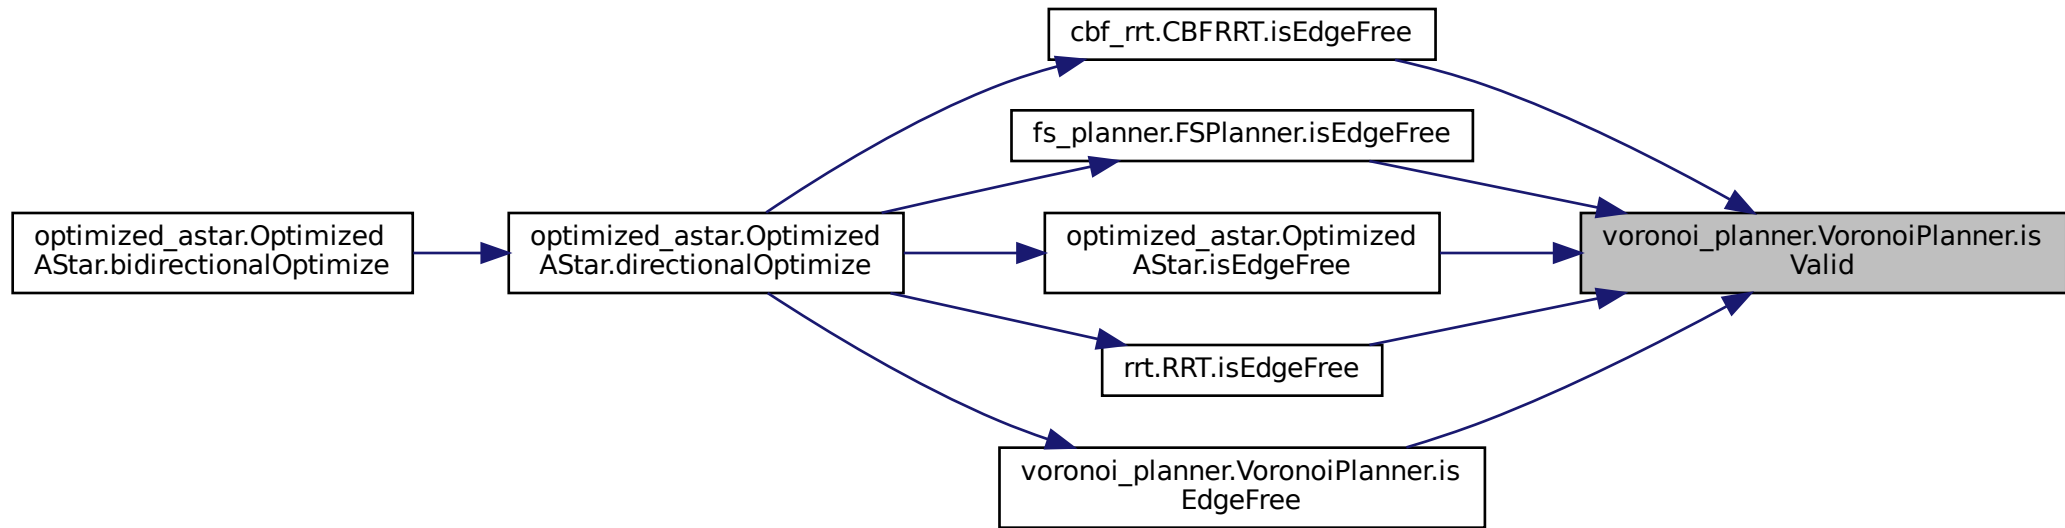 cbf_rrt.CBFRRT.isEdgeFree
fs_planner.FSPlanner.isEdgeFree
optimized_astar.Optimized
AStar.bidirectionalOptimize
optimized_astar.Optimized
AStar.directionalOptimize
optimized_astar.Optimized
AStar.isEdgeFree
voronoi_planner.VoronoiPlanner.is
Valid
rrt.RRT.isEdgeFree
voronoi_planner.VoronoiPlanner.is
EdgeFree